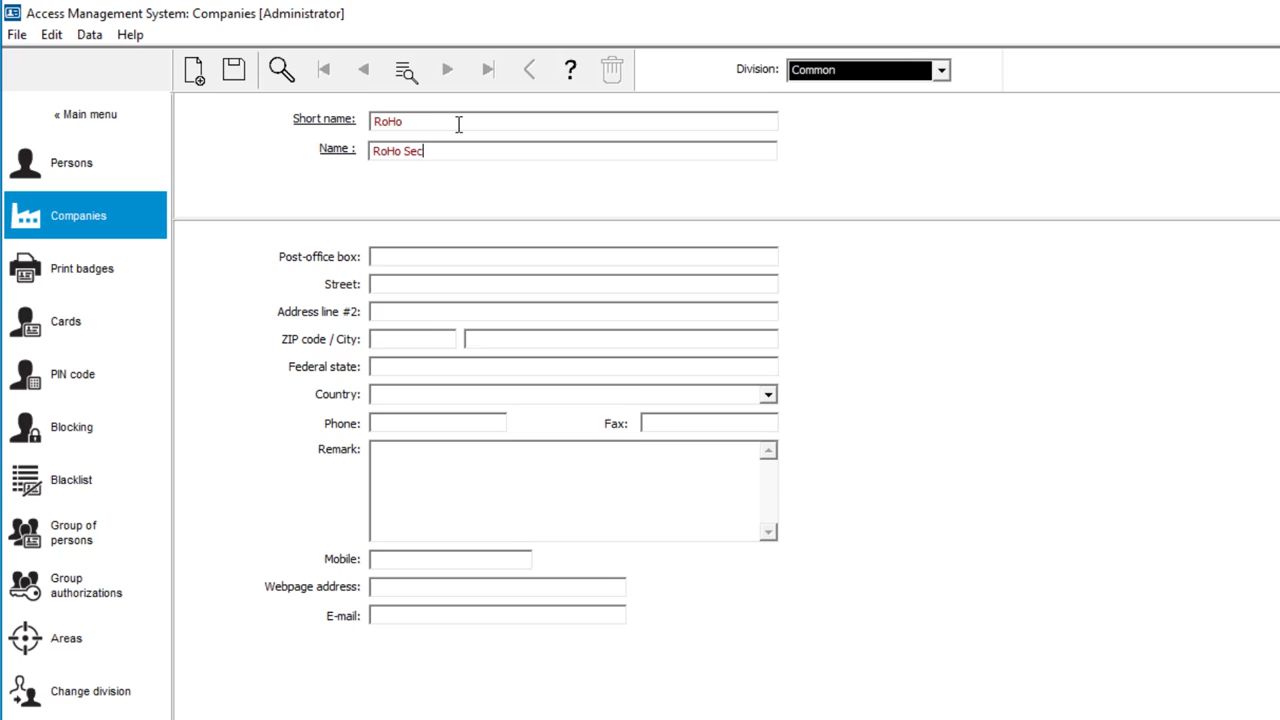 Access Management System: Companies [Administrator]
File Edit Data Help
? Division: Common
« Main menu
Persons
Companies
Print badges
Cards
PIN code
Blocking
Blacklist
Group of
persons
Group
authorizations
Areas
Change division
Short name: RoHo
Name : RoHo Sec
Post-office box:
Street:
Address line #2:
ZIP code / City:
Federal state:
Country:
Phone: Fax:
Remark:
Mobile:
Webpage address:
E-mail: